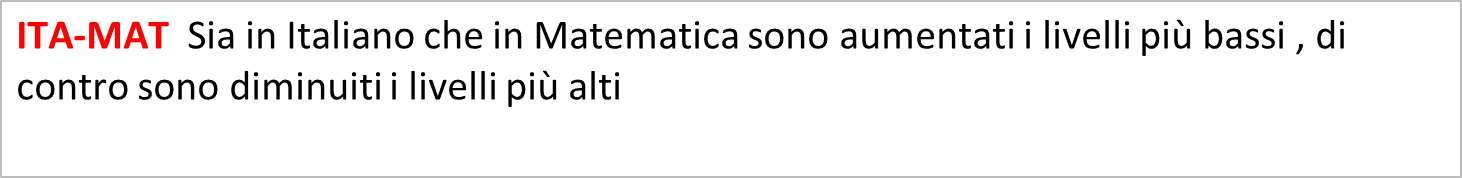 ITA-MAT Sia in Italiano che in Matematica sono aumentati i livelli più bassi , di
contro sono diminuiti i livelli più alti